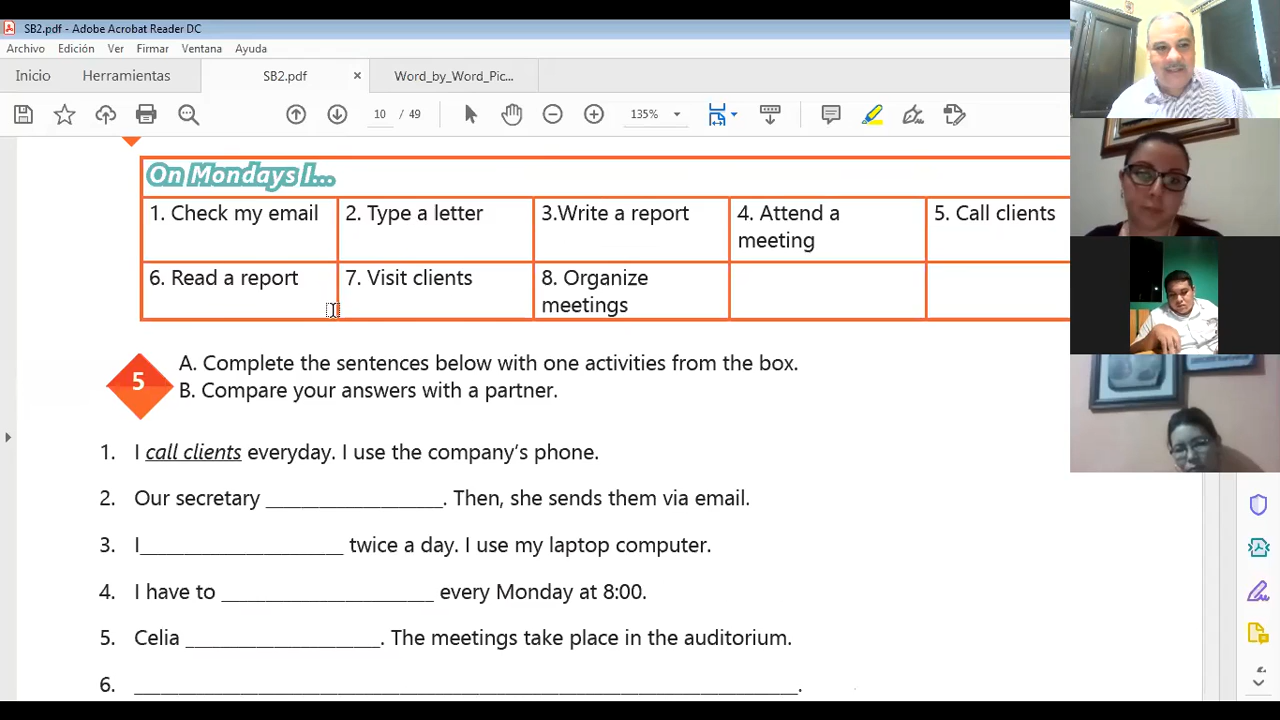 SB2.pdf - Adobe Acrobat Reader DC
Archivo Edición Ver Firmar Ventana Ayuda
Inicio Herramientas SB2.pdf × Word_by_Word_Pic... 
10 / 49 135%
On Mondays I...
1. Check my email 2. Type a letter 3.Write a report 4. Attend a meeting 5. Call clients
6. Read a report 7. Visit clients 8. Organize meetings
5
A. Complete the sentences below with one activities from the box.
B. Compare your answers with a partner.
1. I call clients everyday. I use the company's phone.
2. Our secretary ____________________. Then, she sends them via email.
3. I_______________________ twice a day. I use my laptop computer.
4. I have to ________________________ every Monday at 8:00.
5. Celia ______________________. The meetings take place in the auditorium.
6. ___________________________________________________________________________.